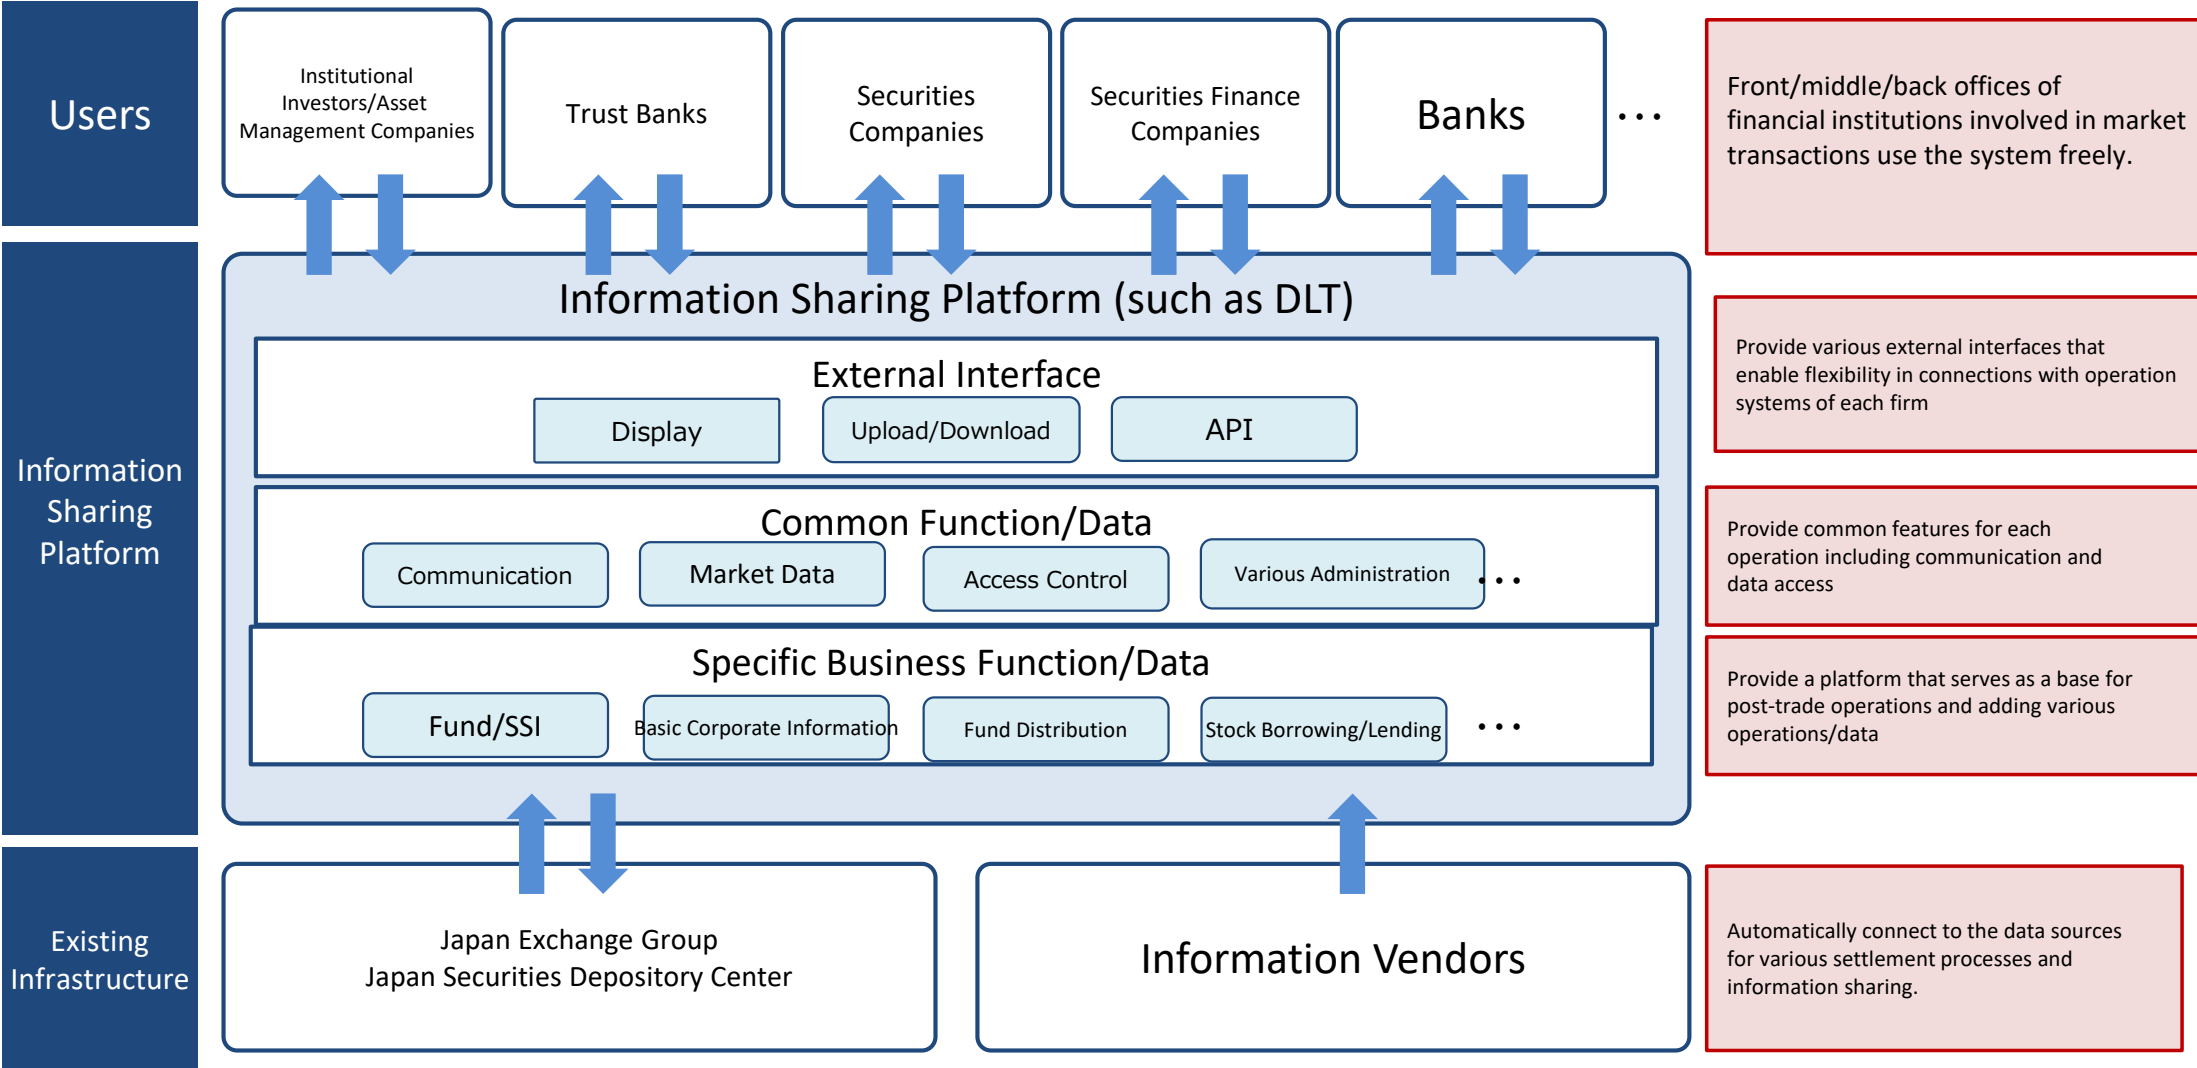 Users
Institutional
Investors/Asset
Management Companies
Trust Banks
Securities
Companies
Securities Finance
Companies
Banks
…
Front/middle/back offices of
financial institutions involved in market
transactions use the system freely.
Information
Sharing
Platform
Information Sharing Platform (such as DLT)
External Interface
Display
Upload/Download
API
Provide various external interfaces that
enable flexibility in connections with operation
systems of each firm
Common Function/Data
Communication
Market Data
Access Control
Various Administration
…
Provide common features for each
operation including communication and
data access
Specific Business Function/Data
Fund/SSI
Basic Corporate Information
Fund Distribution
Stock Borrowing/Lending
…
Provide a platform that serves as a base for
post-trade operations and adding various
operations/data
Existing
Infrastructure
Japan Exchange Group
Japan Securities Depository Center
Information Vendors
Automatically connect to the data sources
for various settlement processes and
information sharing.